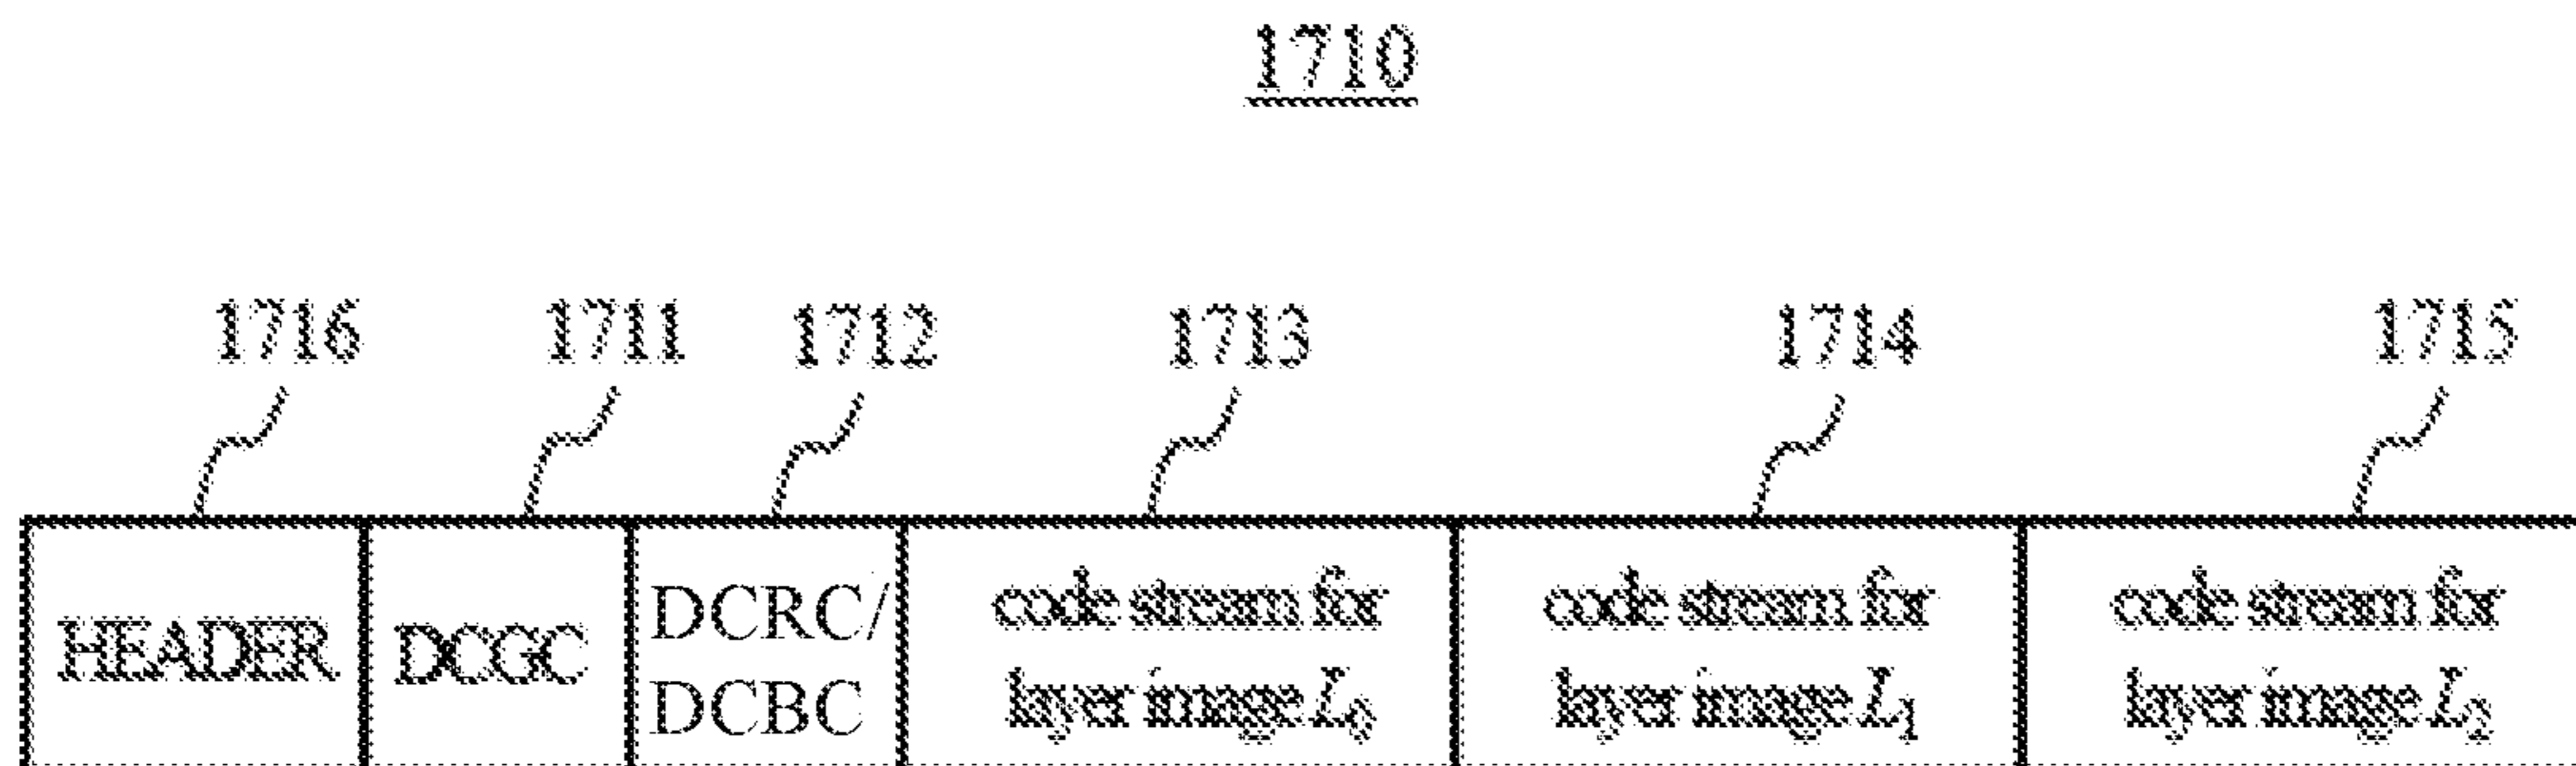 1710
1716 1711 1712 1713 1714 1715
HEADER
DCGC
DCRC/
DCBC
code stream for
layer image L₀
code stream for
layer image L₁
code stream for
layer image L₂